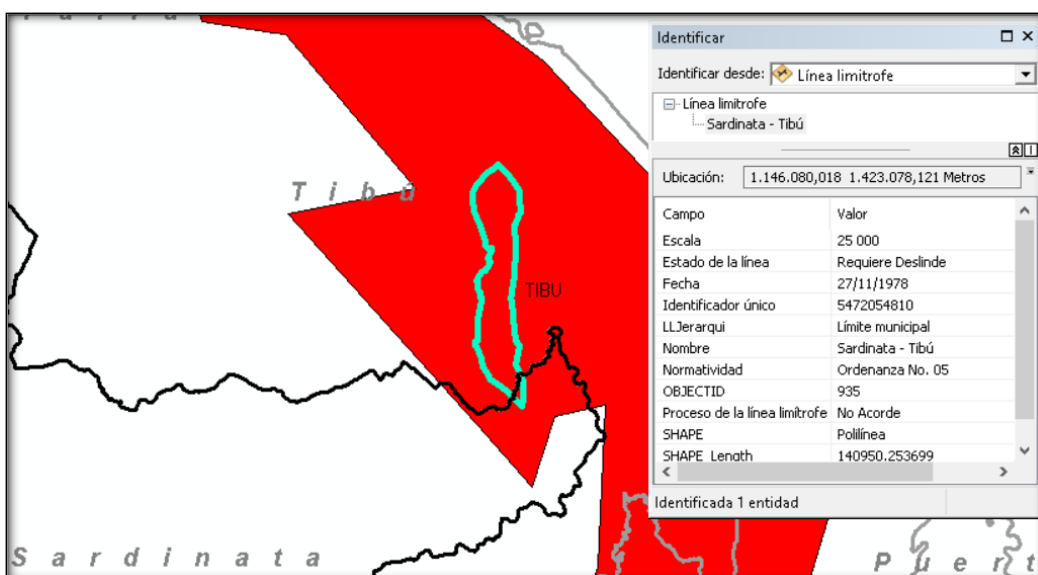 T i b ú
TIBU
S a r d i n a t a
P u e r t
Identificar
Identificar desde: Línea limitrofe
Línea limitrofe
Sardinata - Tibú
Ubicación: 1.146.080,018 1.423.078,121 Metros
Campo Valor
Escala 25 000
Estado de la línea Requiere Deslinde
Fecha 27/11/1978
Identificador único 5472054810
LLJerarqui Límite municipal
Nombre Sardinata - Tibú
Normatividad Ordenanza No. 05
OBJECTID 935
Proceso de la línea limítrofe No Acorde
SHAPE Polilínea
SHAPE_Length 140950.253699
Identificada 1 entidad